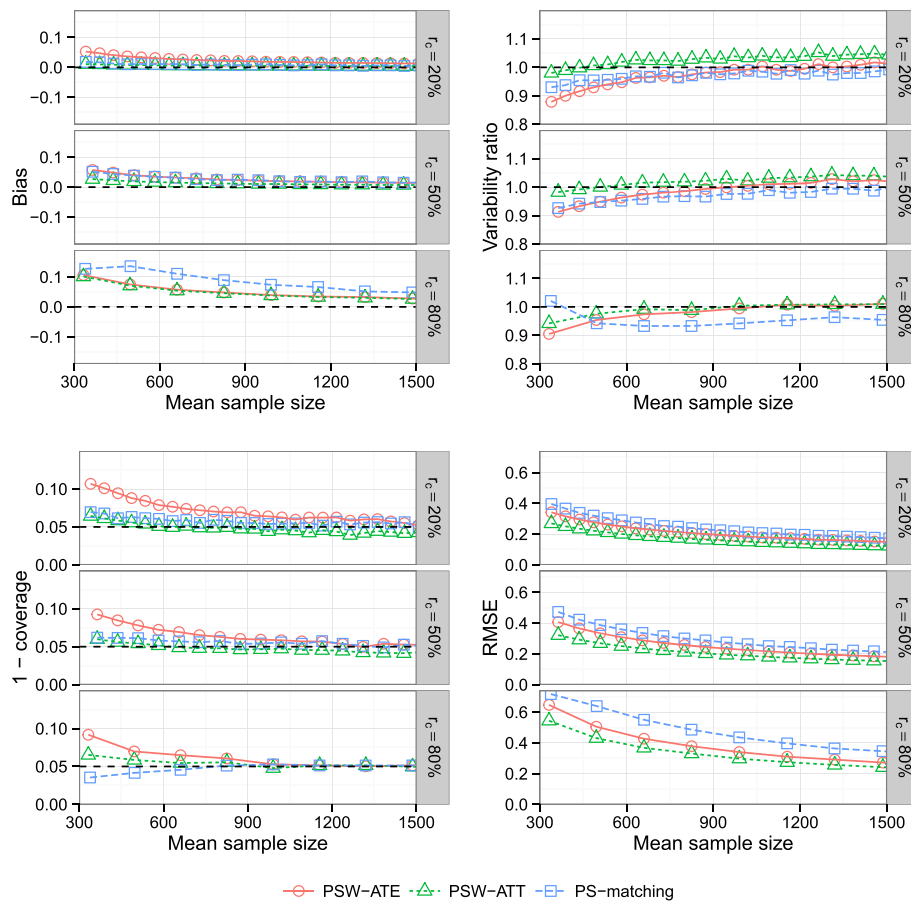 Bias
0.1
0.0
−0.1
r_c = 20%
0.1
0.0
−0.1
r_c = 50%
0.1
0.0
−0.1
r_c = 80%
300 600 900 1200 1500
Mean sample size
Variability ratio
1.1
1.0
0.9
0.8
r_c = 20%
1.1
1.0
0.9
0.8
r_c = 50%
1.1
1.0
0.9
0.8
r_c = 80%
300 600 900 1200 1500
Mean sample size
1 − coverage
0.10
0.05
0.00
r_c = 20%
0.10
0.05
0.00
r_c = 50%
0.10
0.05
0.00
r_c = 80%
300 600 900 1200 1500
Mean sample size
RMSE
0.6
0.4
0.2
0.0
r_c = 20%
0.6
0.4
0.2
0.0
r_c = 50%
0.6
0.4
0.2
0.0
r_c = 80%
300 600 900 1200 1500
Mean sample size
PSW−ATE PSW−ATT PS−matching